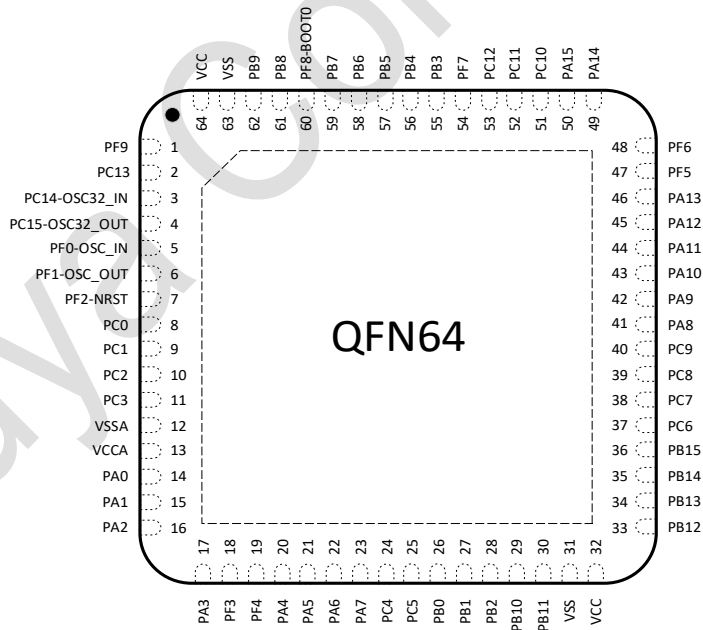 VCC VSS PB9 PB8 PF8-BOOT0 PB7 PB6 PB5 PB4 PB3 PF7 PC12 PC11 PC10 PA15 PA14
64 63 62 61 60 59 58 57 56 55 54 53 52 51 50 49
PF9 1 48 PF6
PC13 2 47 PF5
PC14-OSC32_IN 3 46 PA13
PC15-OSC32_OUT 4 45 PA12
PF0-OSC_IN 5 44 PA11
PF1-OSC_OUT 6 43 PA10
PF2-NRST 7 42 PA9
PC0 8 QFN64 41 PA8
PC1 9 40 PC9
PC2 10 39 PC8
PC3 11 38 PC7
VSSA 12 37 PC6
VCCA 13 36 PB15
PA0 14 35 PB14
PA1 15 34 PB13
PA2 16 33 PB12
17 18 19 20 21 22 23 24 25 26 27 28 29 30 31 32
PA3 PF3 PF4 PA4 PA5 PA6 PA7 PC4 PC5 PB0 PB1 PB2 PB10 PB11 VSS VCC